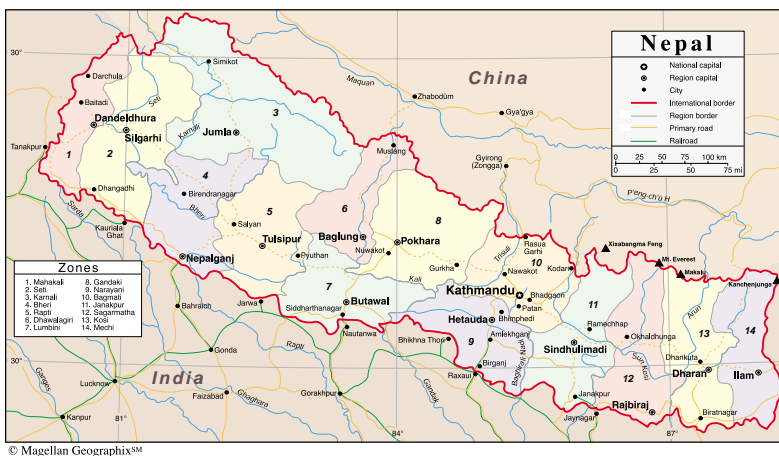 Nepal
National capital
Region capital
City
International border
Region border
Primary road
Railroad
0 25 50 75 100 km
0 25 50 75 mi
China
India
30°
30°
81°
84°
87°
Simikot
Darchula
Baitadi
Dandeldhura
Silgarhi
Seti
Karnali
Jumla
Tanakpur
Dhangadhi
Sarda
Kauriala
Ghat
Birendranagar
Bheri
Nepalganj
Salyan
Tulsipur
Pyuthan
Maquan
Zhabodün
Gya'gya
Mustang
Gyirong
(Zongga)
P'eng-ch'ü H
Baglung
Pokhara
Nuwakot
Gurkha
Trisuli
Rasua
Garhi
Kodari
Nawakot
Kathmandu
Bhadgaon
Patan
Bhimphedi
Hetauda
Amlekhganj
Kali
Butawal
Siddharthanagar
Nautanwa
Bhikhna Thori
Birganj
Raxaul
Baghmati Nadi
Sindhulimadi
Ramechhap
Okhaldhunga
Sun Kosi
Janakpur
Jaynagar
Rajbiraj
Biratnagar
Dharan
Dhankuta
Arun
Ilam
Xixabangma Feng
Mt. Everest
Makalu
Kanchenjunga
Bahraich
Jarwa
Gonda
Rapti
Lucknow
Ganges
Kanpur
Faizabad
Ghaghara
Gorakhpur
Gandak
1
2
3
4
5
6
7
8
9
10
11
12
13
14
Zones
1. Mahakali
2. Seti
3. Karnali
4. Bheri
5. Rapti
6. Dhawalagiri
7. Lumbini
8. Gandaki
9. Narayani
10. Bagmati
11. Janakpur
12. Sagarmatha
13. Kosi
14. Mechi
© Magellan Geographix℠